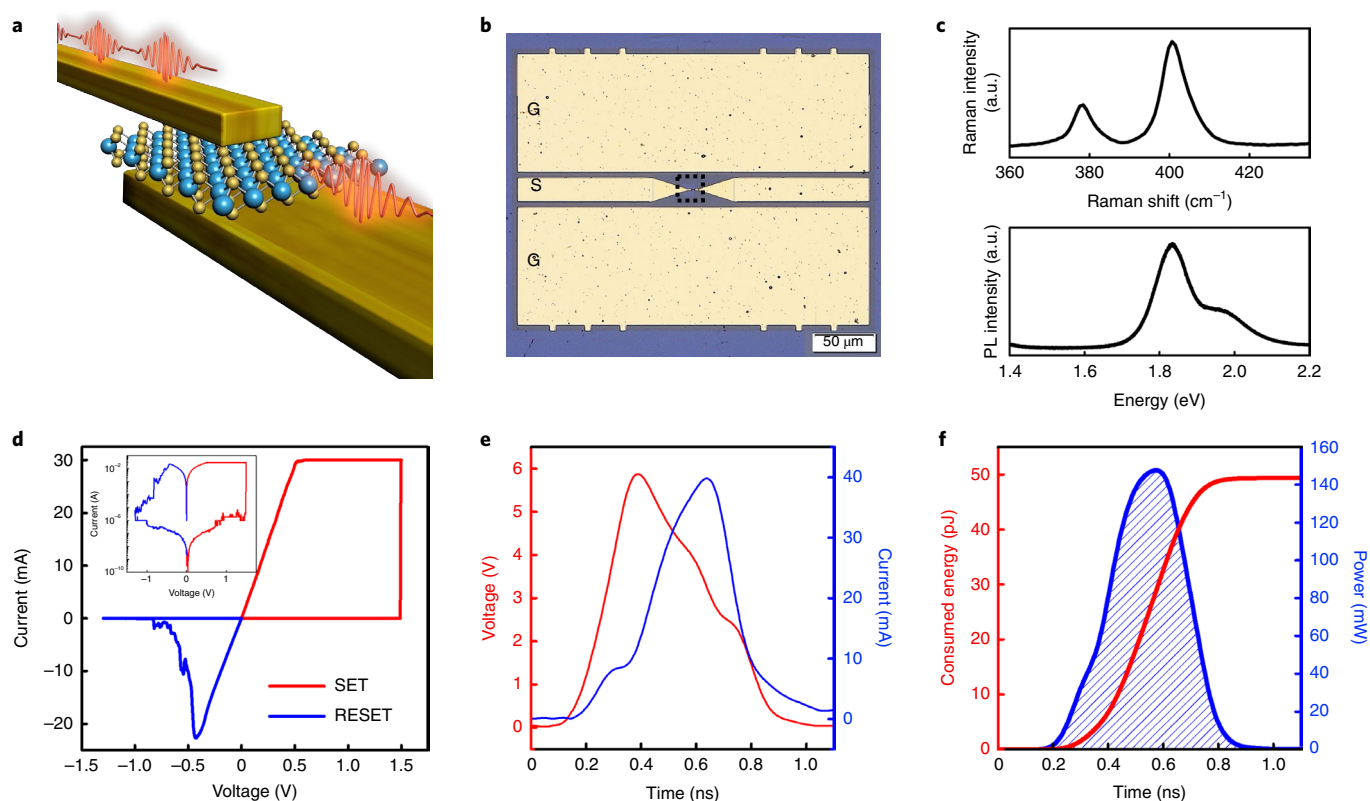 a
b
G
S
G
50 μm
c
Raman intensity
(a.u.)
360
380
400
420
Raman shift (cm⁻¹)
PL intensity (a.u.)
1.4
1.6
1.8
2.0
2.2
Energy (eV)
d
Current (mA)
30
20
10
0
−10
−20
−1.5
−1.0
−0.5
0
0.5
1.0
1.5
Voltage (V)
SET
RESET
Current (A)
10⁻²
10⁻⁶
10⁻¹⁰
−1
0
1
Voltage (V)
e
Voltage (V)
6
5
4
3
2
1
0
0
0.2
0.4
0.6
0.8
1.0
Time (ns)
40
30
20
10
0
Current (mA)
f
Consumed energy (pJ)
50
40
30
20
10
0
0
0.2
0.4
0.6
0.8
1.0
Time (ns)
160
140
120
100
80
60
40
20
0
Power (mW)